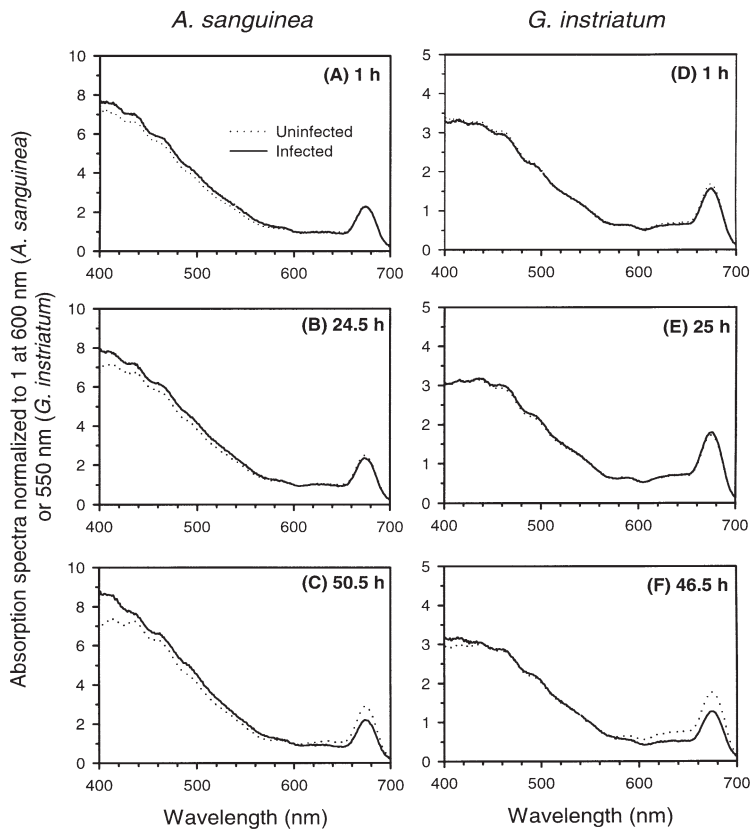 A. sanguinea
G. instriatum
Absorption spectra normalized to 1 at 600 nm (A. sanguinea)
or 550 nm (G. instriatum)
(A) 1 h
Uninfected
Infected
10
8
6
4
2
0
400 500 600 700
(D) 1 h
5
4
3
2
1
0
400 500 600 700
(B) 24.5 h
10
8
6
4
2
0
400 500 600 700
(E) 25 h
5
4
3
2
1
0
400 500 600 700
(C) 50.5 h
10
8
6
4
2
0
400 500 600 700
Wavelength (nm)
(F) 46.5 h
5
4
3
2
1
0
400 500 600 700
Wavelength (nm)